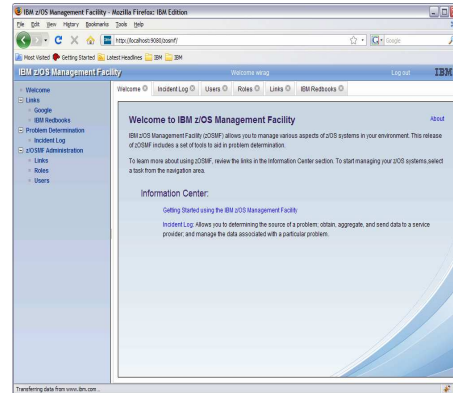 IBM z/OS Management Facility - Mozilla Firefox: IBM Edition
File Edit View History Bookmarks Tools Help
http://localhost:9080/zosmf/
Google
Most Visited Getting Started Latest Headlines IBM IBM
IBM z/OS Management Facility Welcome wrag Log out IBM
Welcome
Links
Google
IBM Redbooks
Problem Determination
Incident Log
z/OSMF Administration
Links
Roles
Users
Welcome Incident Log Users Roles Links IBM Redbooks
Welcome to IBM z/OS Management Facility About
IBM z/OS Management Facility (zOSMF) allows you to manage various aspects of z/OS systems in your environment. This release
of zOSMF includes a set of tools to aid in problem determination.
To learn more about using zOSMF, review the links in the Information Center section. To start managing your z/OS systems,select
a task from the navigation area.
Information Center:
Getting Started using the IBM z/OS Management Facility
Incident Log: Allows you to determining the source of a problem; obtain, aggregate, and send data to a service
provider; and manage the data associated with a particular problem.
Transferring data from www.ibm.com...